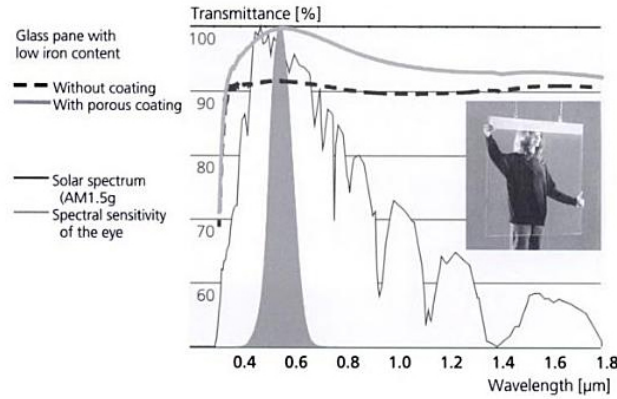 Transmittance [%]
Glass pane with
low iron content
Without coating
With porous coating
Solar spectrum
(AM1.5g
Spectral sensitivity
of the eye
100
90
80
70
60
0.4 0.6 0.8 1.0 1.2 1.4 1.6 1.8
Wavelength [µm]